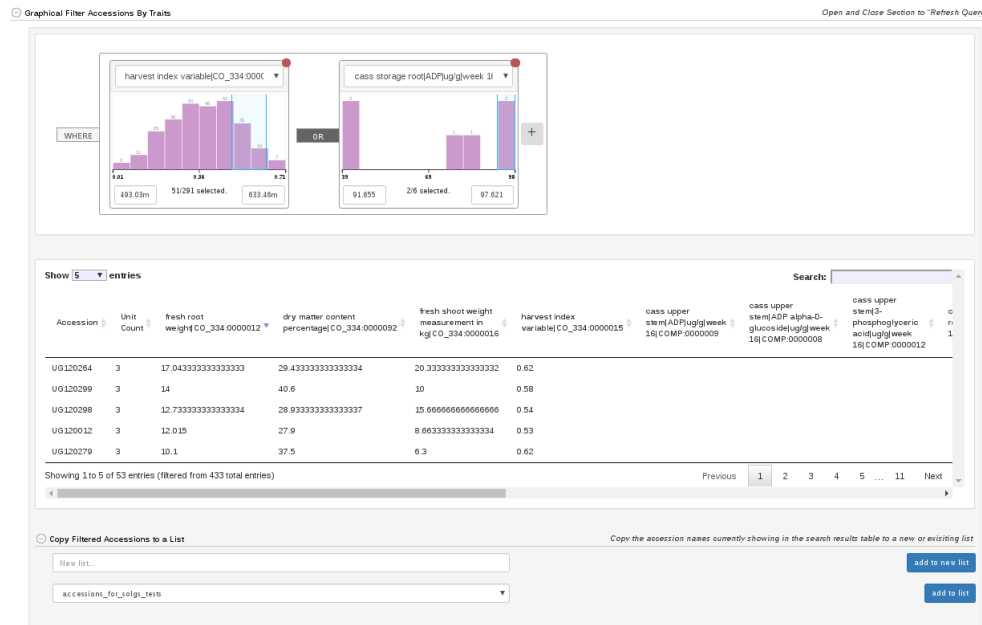 Graphical Filter Accessions By Traits
Open and Close Section to "Refresh Query
WHERE
harvest index variable|CO_334:0000
0.01 0.36 0.71
493.03m 51/291 selected. 633.46m
OR
cass storage root|ADP|ug/g|week 16
39 69 98
91.655 2/6 selected. 97.621
+
Show 5 entries
Search:
Accession
Unit
Count
fresh root
weight|CO_334:0000012
dry matter content
percentage|CO_334:0000092
fresh shoot weight
measurement in
kg|CO_334:0000016
harvest index
variable|CO_334:0000015
cass upper
stem|ADP|ug/g|week
16|COMP:0000009
cass upper
stem|ADP alpha-D-
glucoside|ug/g|week
16|COMP:0000008
cass upper
stem|3-
phosphoglyceric
acid|ug/g|week
16|COMP:0000012
UG120264 3 17.043333333333333 29.433333333333334 20.333333333333332 0.62
UG120299 3 14 40.6 10 0.58
UG120298 3 12.733333333333334 28.933333333333337 15.666666666666666 0.54
UG120012 3 12.015 27.9 8.663333333333334 0.53
UG120279 3 10.1 37.5 6.3 0.62
Showing 1 to 5 of 53 entries (filtered from 433 total entries)
Previous 1 2 3 4 5 ... 11 Next
Copy Filtered Accessions to a List
Copy the accession names currently showing in the search results table to a new or exisiting list
New list...
add to new list
accessions_for_solgs_tests
add to list